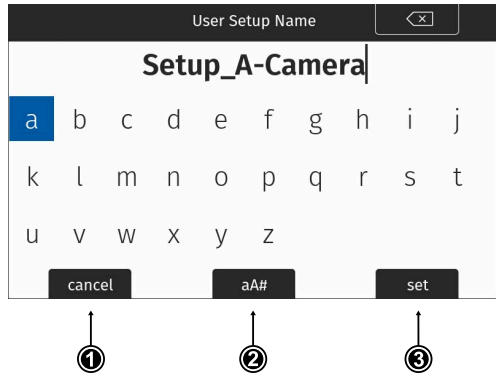 User Setup Name
Setup_A-Camera
a b c d e f g h i j
k l m n o p q r s t
u v w x y z
cancel aA# set
1 2 3